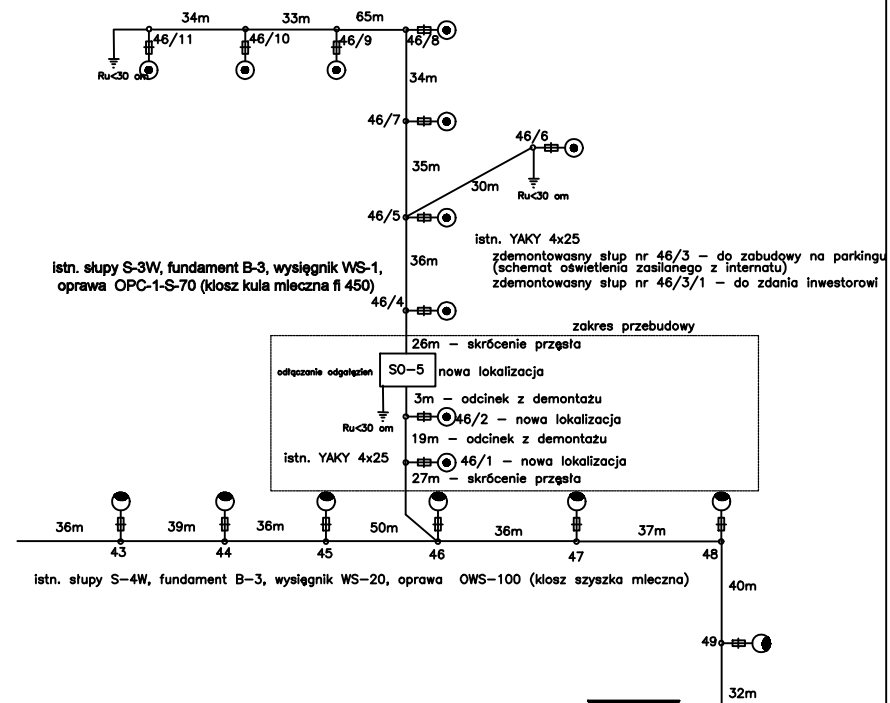 34m
33m
65m
46/11
46/10
46/9
46/8
Ru<30 om
34m
46/7
46/6
35m
30m
Ru<30 om
46/5
istn. YAKY 4x25
zdemontowasny słup nr 46/3 – do zabudowy na parkingu
(schemat oświetlenia zasilanego z internatu)
zdemontowasny słup nr 46/3/1 – do zdania inwestorowi
36m
istn. słupy S-3W, fundament B-3, wysięgnik WS-1,
oprawa OPC-1-S-70 (klosz kula mleczna fi 450)
46/4
zakres przebudowy
26m – skrócenie przęsła
odłączanie odgałęzień
SO-5
nowa lokalizacja
3m – odcinek z demontażu
46/2 – nowa lokalizacja
Ru<30 om
19m – odcinek z demontażu
istn. YAKY 4x25
46/1 – nowa lokalizacja
27m – skrócenie przęsła
36m
39m
36m
50m
36m
37m
43
44
45
46
47
48
istn. słupy S-4W, fundament B-3, wysięgnik WS-20, oprawa OWS-100 (klosz szyszka mleczna)
40m
49
32m